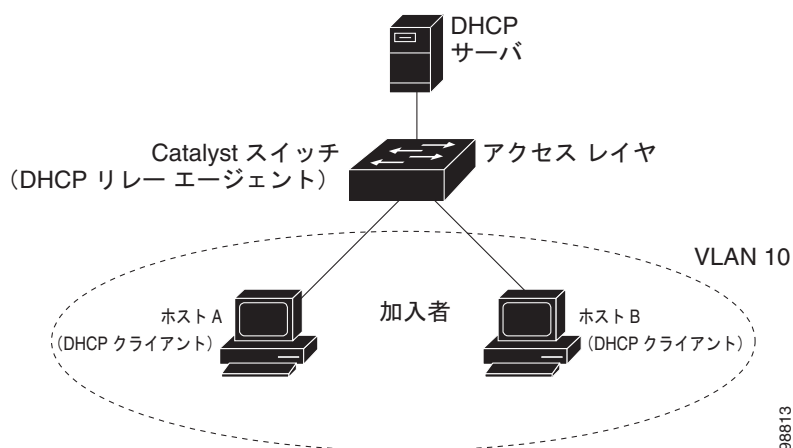 DHCP
サーバ
Catalyst スイッチ
(DHCP リレー エージェント)
アクセス レイヤ
VLAN 10
加入者
ホスト A
(DHCP クライアント)
ホスト B
(DHCP クライアント)
98813